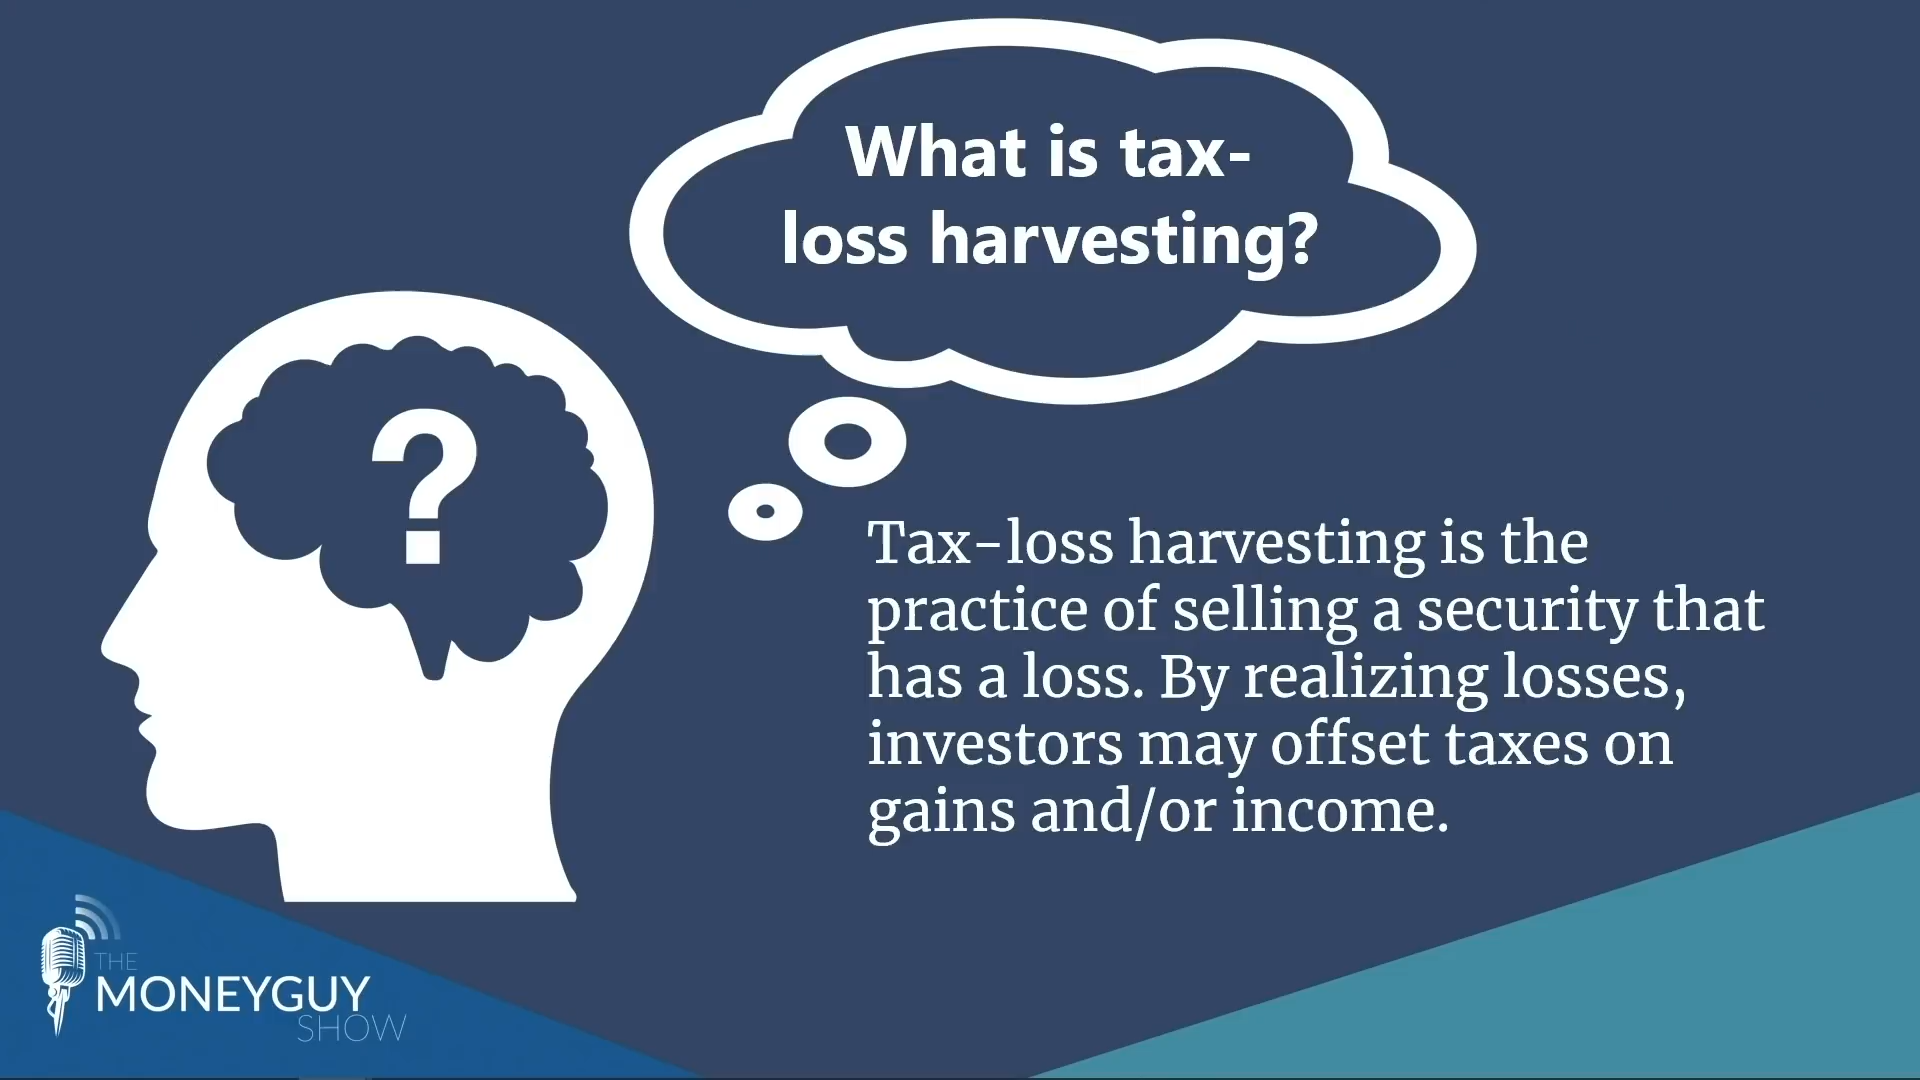 What is tax-
loss harvesting?
?
Tax-loss harvesting is the
practice of selling a security that
has a loss. By realizing losses,
investors may offset taxes on
gains and/or income.
THE
MONEYGUY
SHOW